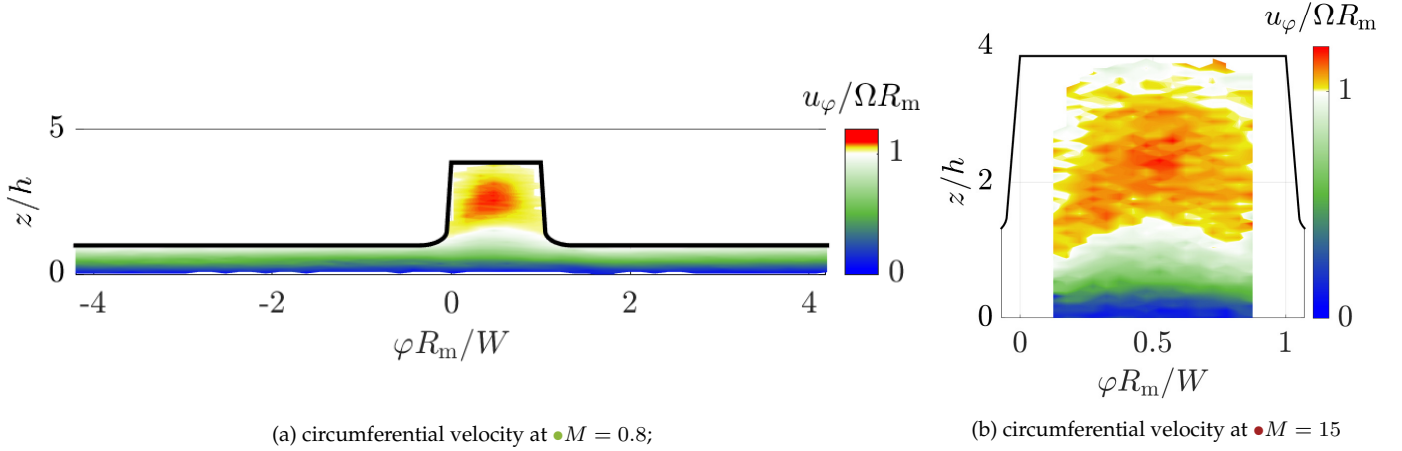 u_φ/ΩR_m
5
z/h
0
1
0
-4
-2
0
2
4
φR_m/W
(a) circumferential velocity at •M = 0.8;
u_φ/ΩR_m
4
z/h
2
0
1
0
0
0.5
1
φR_m/W
(b) circumferential velocity at •M = 15